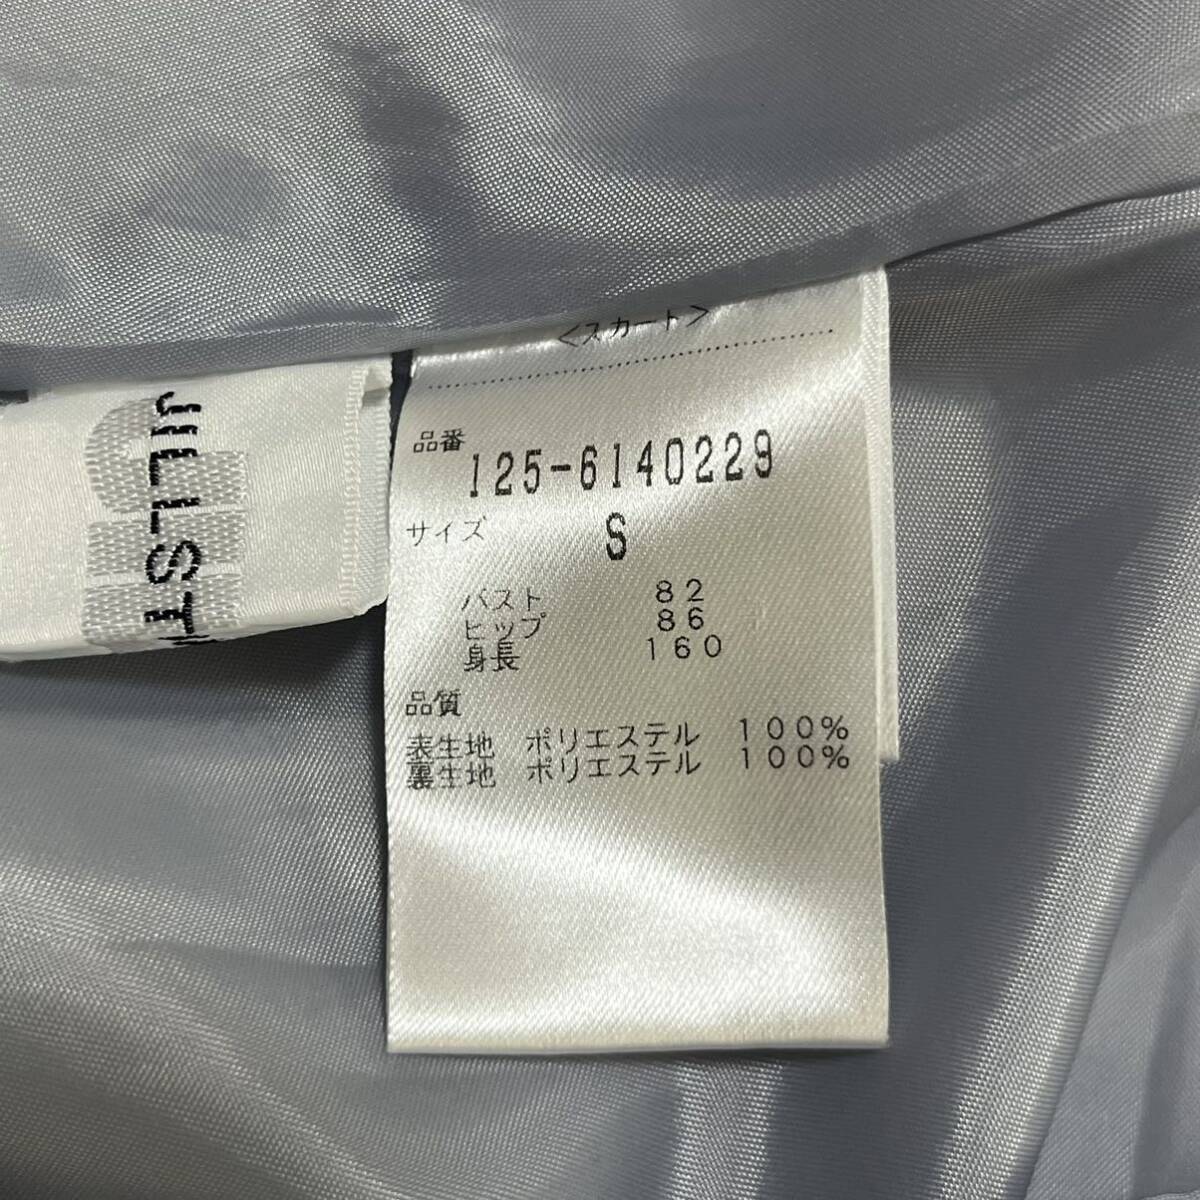 JILLST
<スカート>
品番
125-6140229
サイズ S
バスト 82
ヒップ 86
身長 160
品質
表生地 ポリエステル 100%
裏生地 ポリエステル 100%